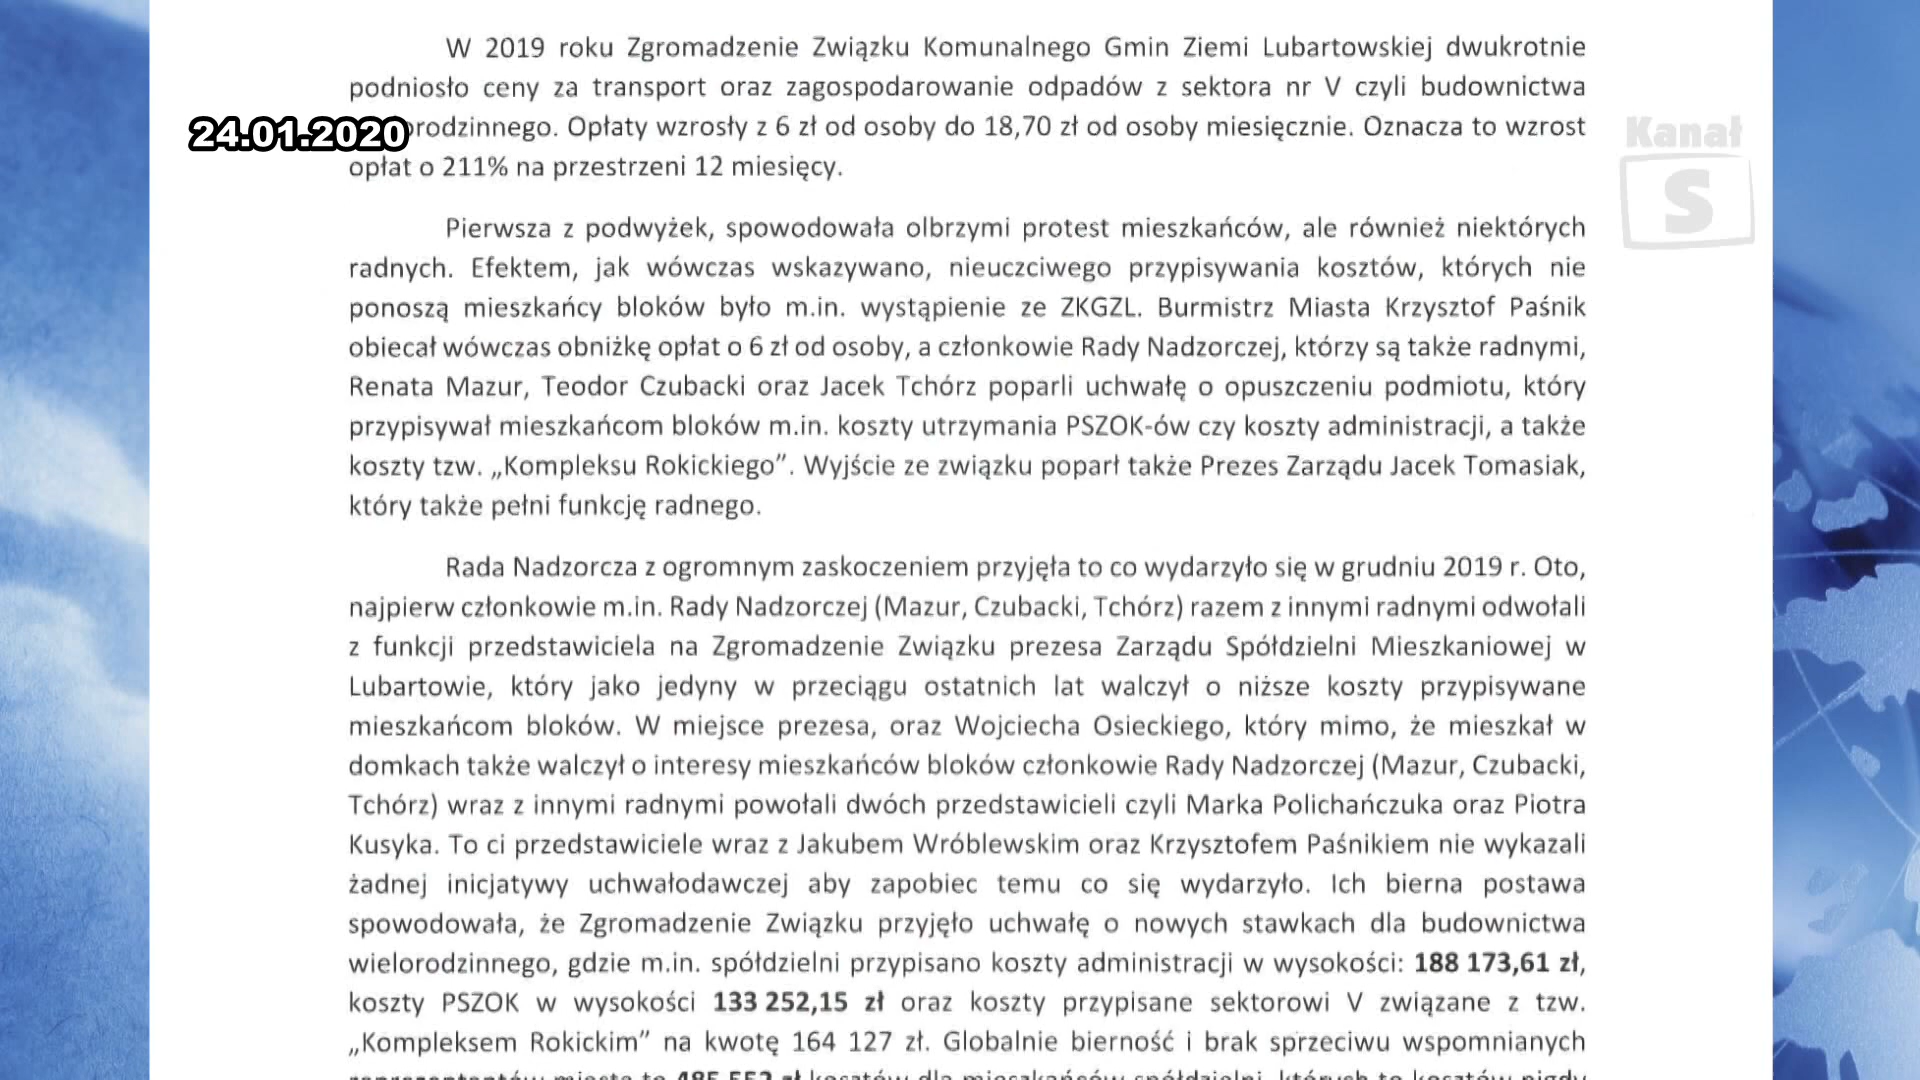 W 2019 roku Zgromadzenie Związku Komunalnego Gmin Ziemi Lubartowskiej dwukrotnie
podniosło ceny za transport oraz zagospodarowanie odpadów z sektora nr V czyli budownictwa
24.01.2020 orodzinnego. Opłaty wzrosły z 6 zł od osoby do 18,70 zł od osoby miesięcznie. Oznacza to wzrost
opłat o 211% na przestrzeni 12 miesięcy.
Kanał
S
Pierwsza z podwyżek, spowodowała olbrzymi protest mieszkańców, ale również niektórych
radnych. Efektem, jak wówczas wskazywano, nieuczciwego przypisywania kosztów, których nie
ponoszą mieszkańcy bloków było m.in. wystąpienie ze ZKGZL. Burmistrz Miasta Krzysztof Paśnik
obiecał wówczas obniżkę opłat o 6 zł od osoby, a członkowie Rady Nadzorczej, którzy są także radnymi,
Renata Mazur, Teodor Czubacki oraz Jacek Tchórz poparli uchwałę o opuszczeniu podmiotu, który
przypisywał mieszkańcom bloków m.in. koszty utrzymania PSZOK-ów czy koszty administracji, a także
koszty tzw. „Kompleksu Rokickiego”. Wyjście ze związku poparł także Prezes Zarządu Jacek Tomasiak,
który także pełni funkcję radnego.
Rada Nadzorcza z ogromnym zaskoczeniem przyjęła to co wydarzyło się w grudniu 2019 r. Oto,
najpierw członkowie m.in. Rady Nadzorczej (Mazur, Czubacki, Tchórz) razem z innymi radnymi odwołali
z funkcji przedstawiciela na Zgromadzenie Związku prezesa Zarządu Spółdzielni Mieszkaniowej w
Lubartowie, który jako jedyny w przeciągu ostatnich lat walczył o niższe koszty przypisywane
mieszkańcom bloków. W miejsce prezesa, oraz Wojciecha Osieckiego, który mimo, że mieszkał w
domkach także walczył o interesy mieszkańców bloków członkowie Rady Nadzorczej (Mazur, Czubacki,
Tchórz) wraz z innymi radnymi powołali dwóch przedstawicieli czyli Marka Polichańczuka oraz Piotra
Kusyka. To ci przedstawiciele wraz z Jakubem Wróblewskim oraz Krzysztofem Paśnikiem nie wykazali
żadnej inicjatywy uchwałodawczej aby zapobiec temu co się wydarzyło. Ich bierna postawa
spowodowała, że Zgromadzenie Związku przyjęło uchwałę o nowych stawkach dla budownictwa
wielorodzinnego, gdzie m.in. spółdzielni przypisano koszty administracji w wysokości: 188 173,61 zł,
koszty PSZOK w wysokości 133 252,15 zł oraz koszty przypisane sektorowi V związane z tzw.
„Kompleksem Rokickim” na kwotę 164 127 zł. Globalnie bierność i brak sprzeciwu wspomnianych
miasta to 485 552 zł kosztów dla mieszkańców spółdzielni, których to kosztów nigdy